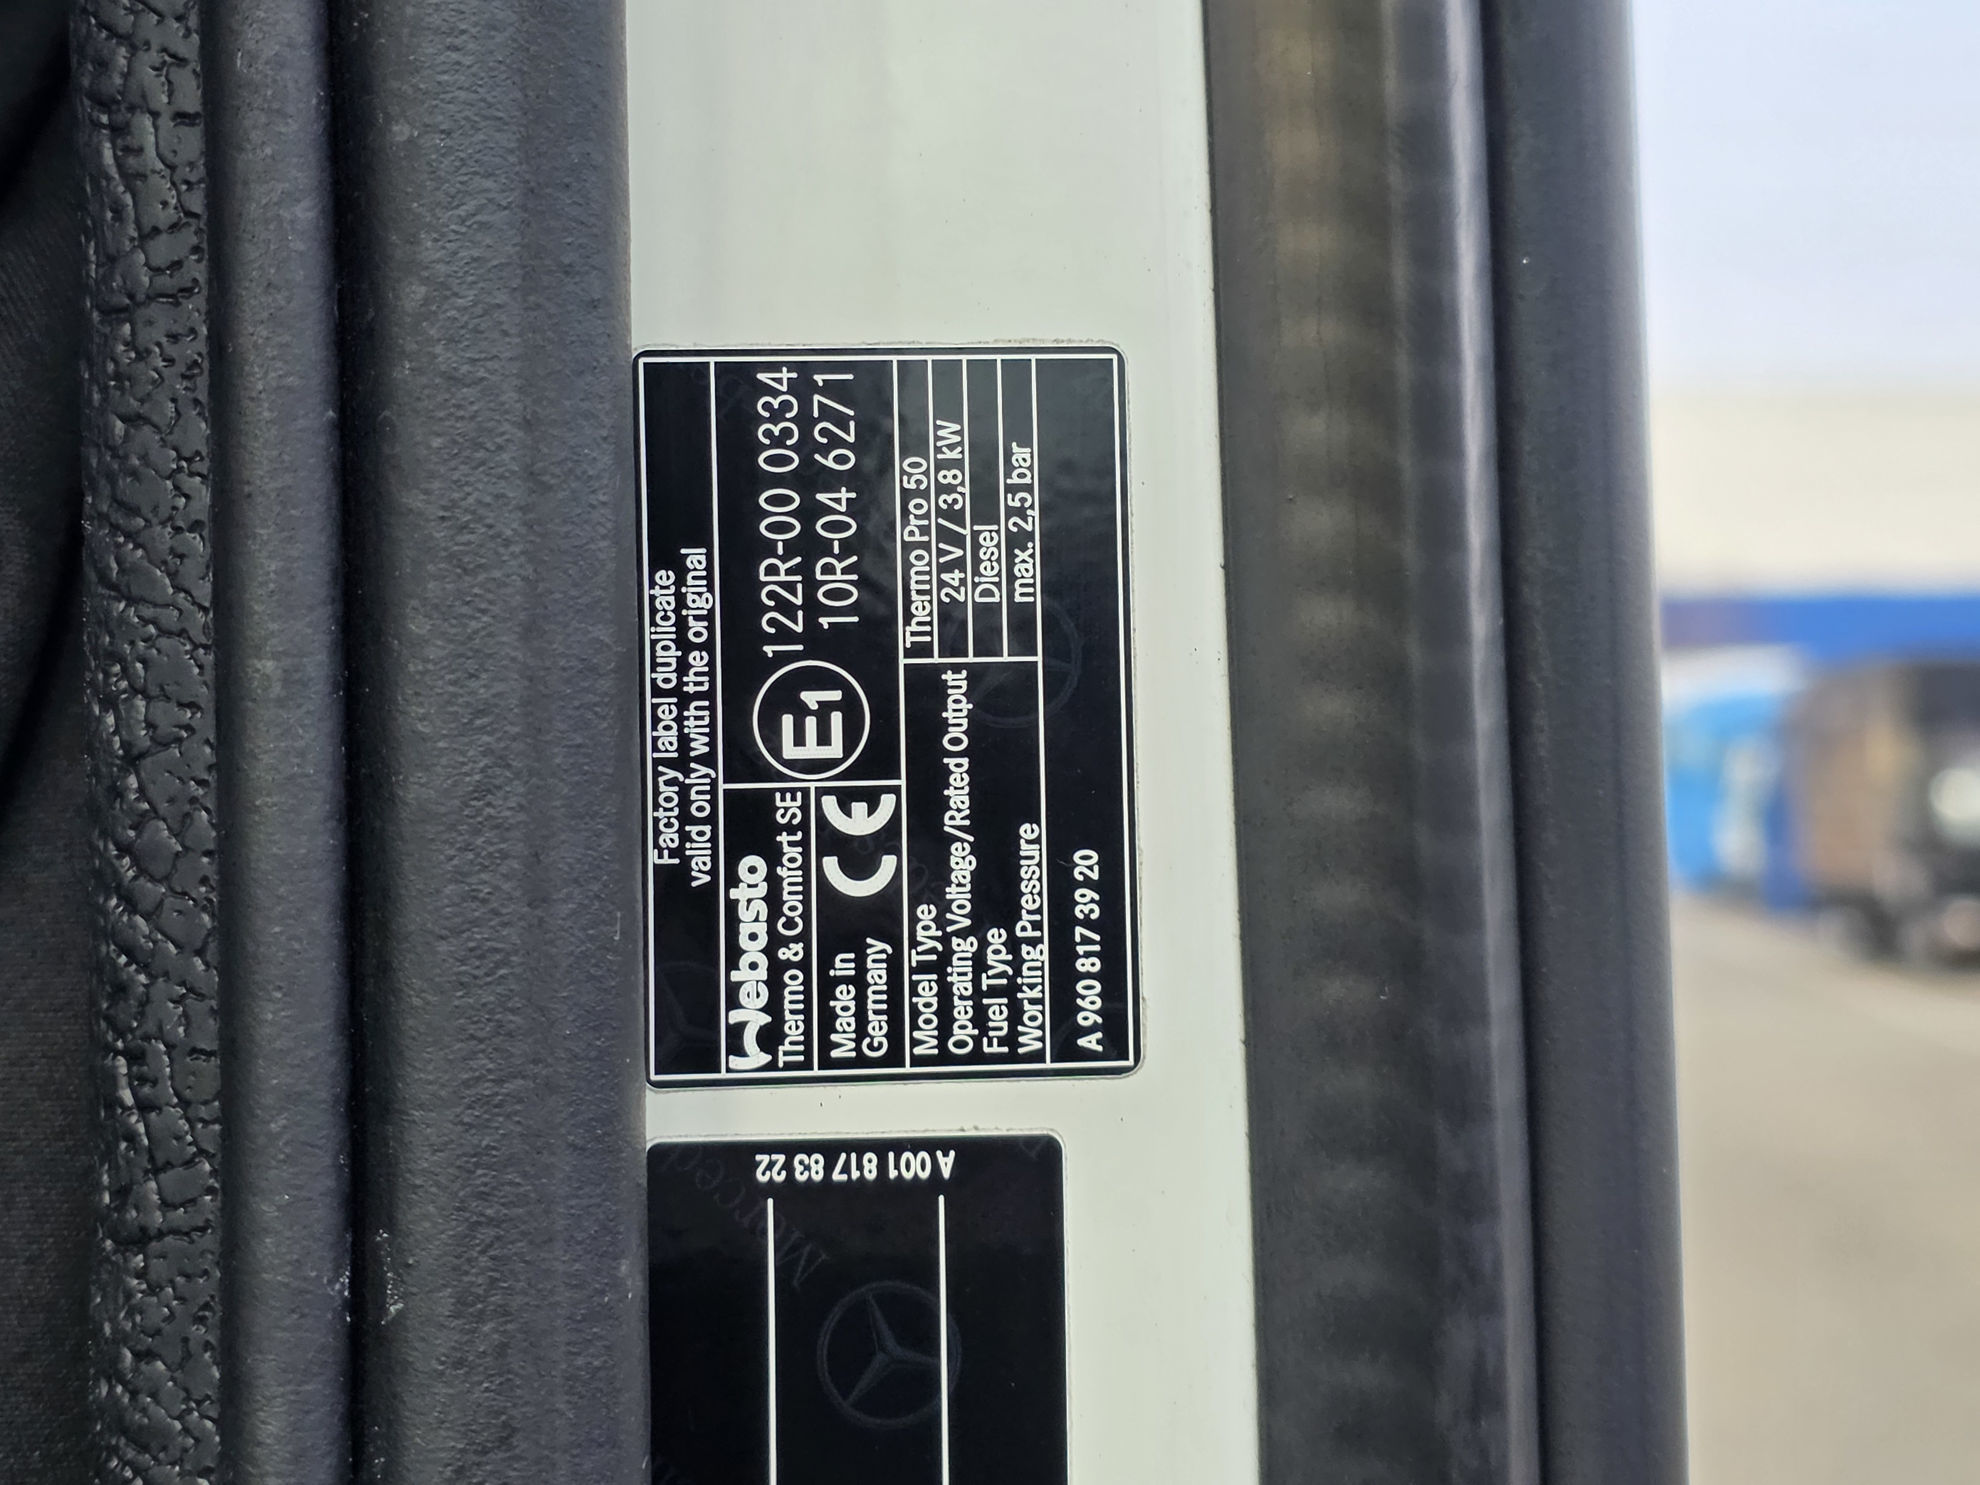 Factory label duplicate
valid only with the original
Webasto
Thermo & Comfort SE
Made in
Germany
CE
E1
122R-00 0334
10R-04 6271
Model Type Thermo Pro 50
Operating Voltage/Rated Output 24 V / 3,8 kW
Fuel Type Diesel
Working Pressure max. 2,5 bar
A 960 817 39 20
A 001 817 83 22